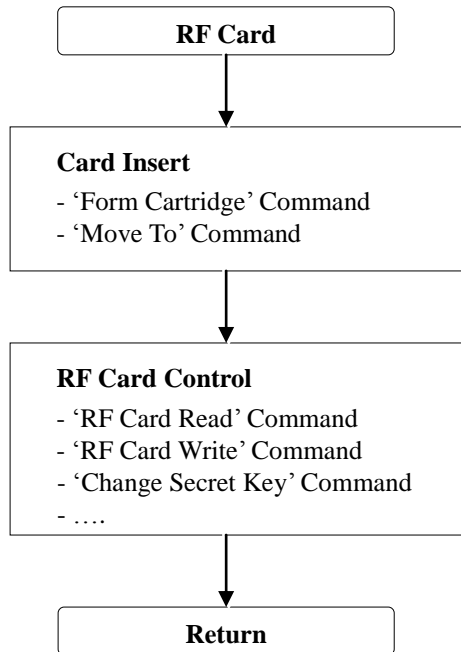 RF Card
Card Insert
- ‘Form Cartridge’ Command
- ‘Move To’ Command
RF Card Control
- ‘RF Card Read’ Command
- ‘RF Card Write’ Command
- ‘Change Secret Key’ Command
- ….
Return